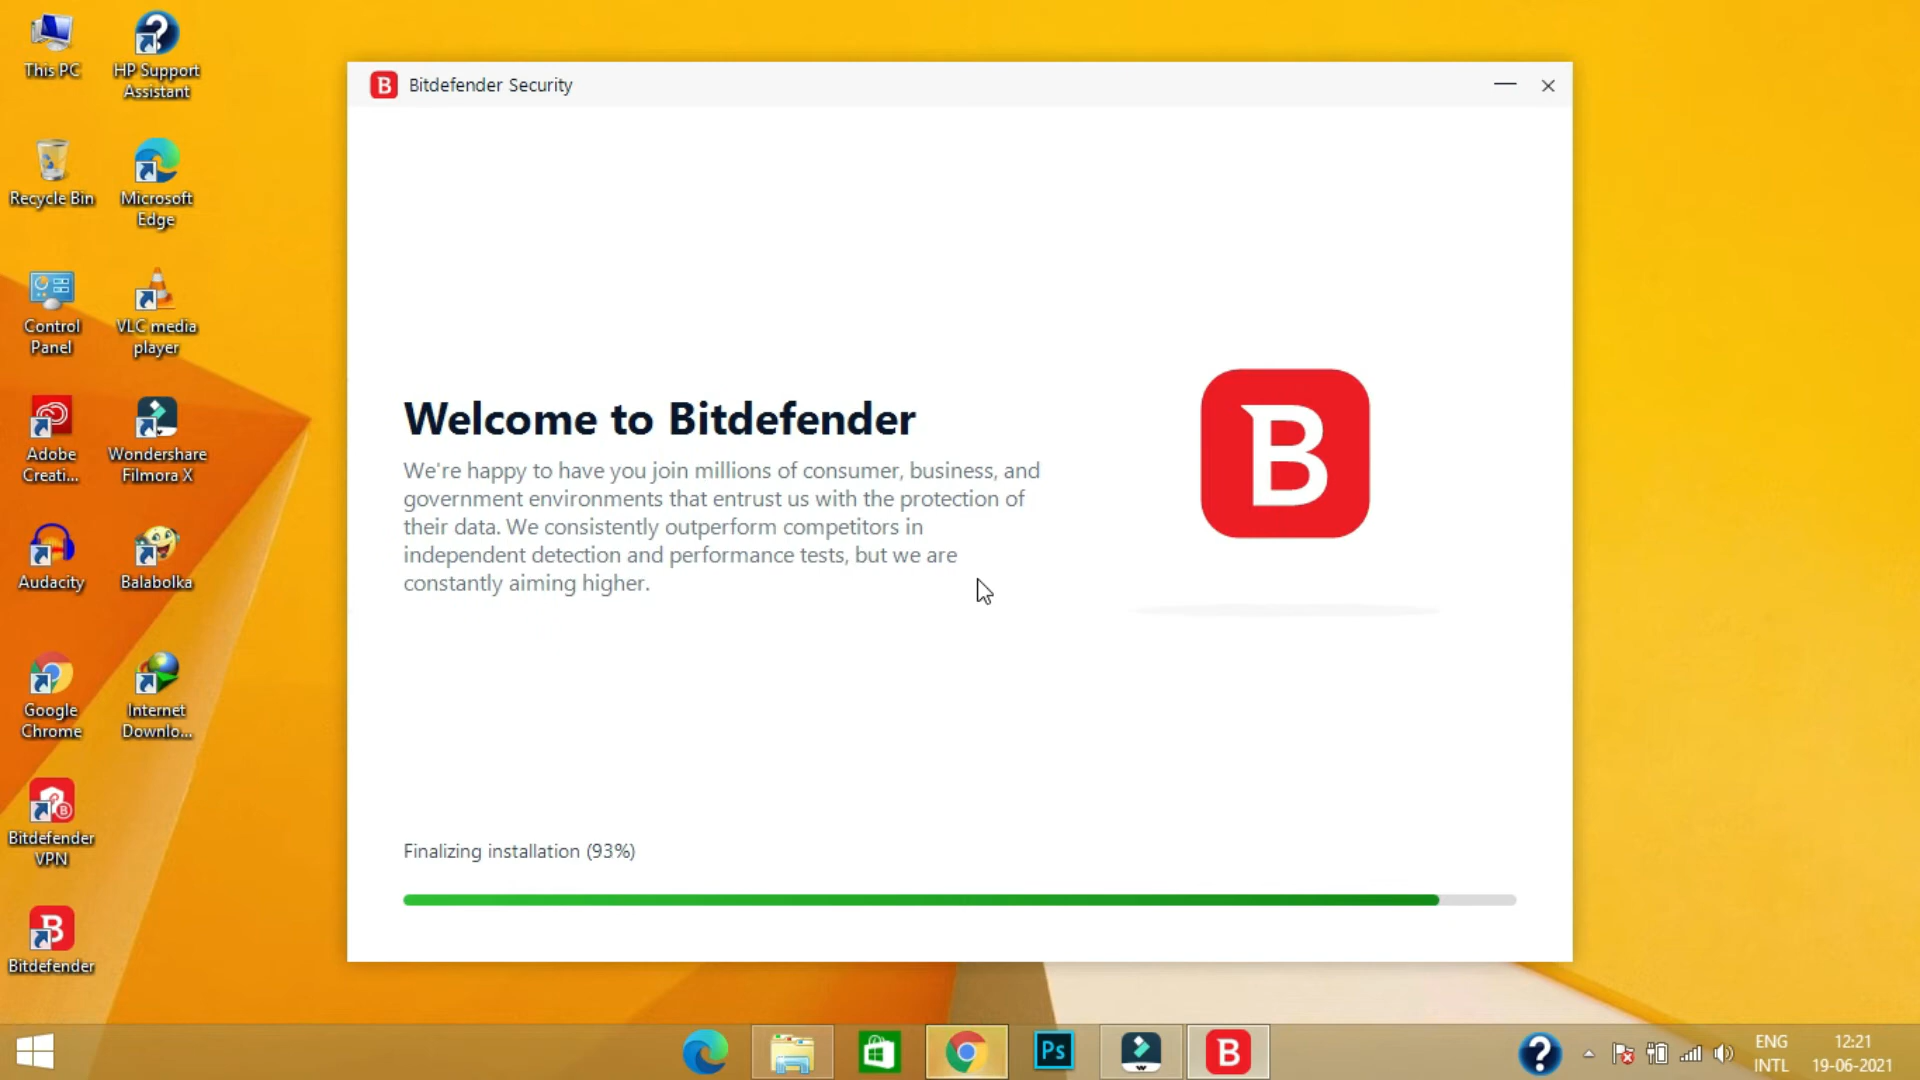 This PC
HP Support
Assistant
Recycle Bin
Microsoft
Edge
Control
Panel
VLC media
player
Adobe
Creati...
Wondershare
Filmora X
Audacity
Balabolka
Google
Chrome
Internet
Downlo...
Bitdefender
VPN
Bitdefender
B Bitdefender Security
Welcome to Bitdefender
We're happy to have you join millions of consumer, business, and
government environments that entrust us with the protection of
their data. We consistently outperform competitors in
independent detection and performance tests, but we are
constantly aiming higher.
B
Finalizing installation (93%)
Ps
B
ENG
INTL
12:21
19-06-2021